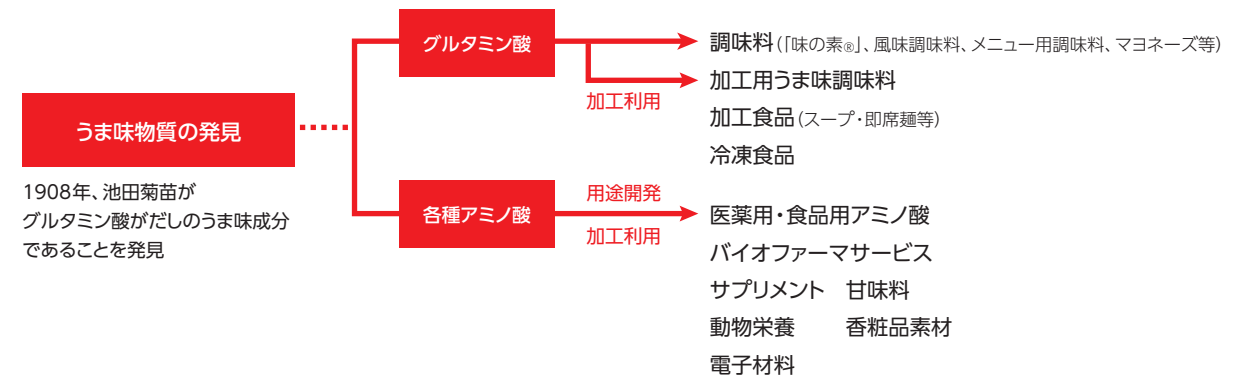 うま味物質の発見
1908年、池田菊苗が
グルタミン酸がだしのうま味成分
であることを発見
グルタミン酸
加工利用
調味料(「味の素®」、風味調味料、メニュー用調味料、マヨネーズ等)
加工用うま味調味料
加工食品(スープ・即席麺等)
冷凍食品
各種アミノ酸
用途開発
加工利用
医薬用・食品用アミノ酸
バイオファーマサービス
サプリメント　甘味料
動物栄養　香粧品素材
電子材料